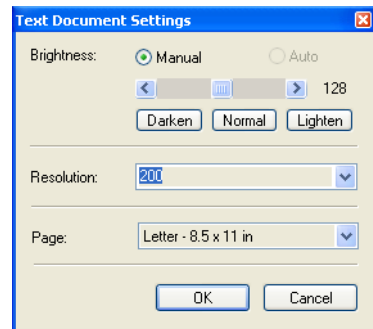 Text Document Settings
Brightness: Manual Auto
128
Darken Normal Lighten
Resolution: 200
Page: Letter - 8.5 x 11 in
OK Cancel